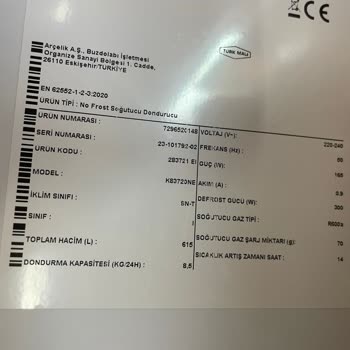 CE
Arçelik A.Ş., Buzdolabı İşletmesi
Organize Sanayi Bölgesi 1. Cadde,
26110 Eskişehir/TÜRKİYE
TÜRK MALI
EN 62552-1-2-3:2020
ÜRÜN TİPİ : No Frost Soğutucu Dondurucu
ÜRÜN NUMARASI : 7296520148
SERİ NUMARASI : 23-101792-02
ÜRÜN KODU : 283721 EI
MODEL : K83720NE
İKLİM SINIFI : SN-T
SINIF : I
TOPLAM HACİM (L) : 615
DONDURMA KAPASİTESİ (KG/24H) : 8,5
VOLTAJ (V~) : 220-240
FREKANS (Hz) : 50
GÜÇ (W) : 160
AKIM (A) : 0.9
DEFROST GÜCÜ (W) : 300
SOĞUTUCU GAZ TİPİ : R600a
SOĞUTUCU GAZ ŞARJ MİKTARI (g) : 70
SICAKLIK ARTIŞ ZAMANI SAAT : 14